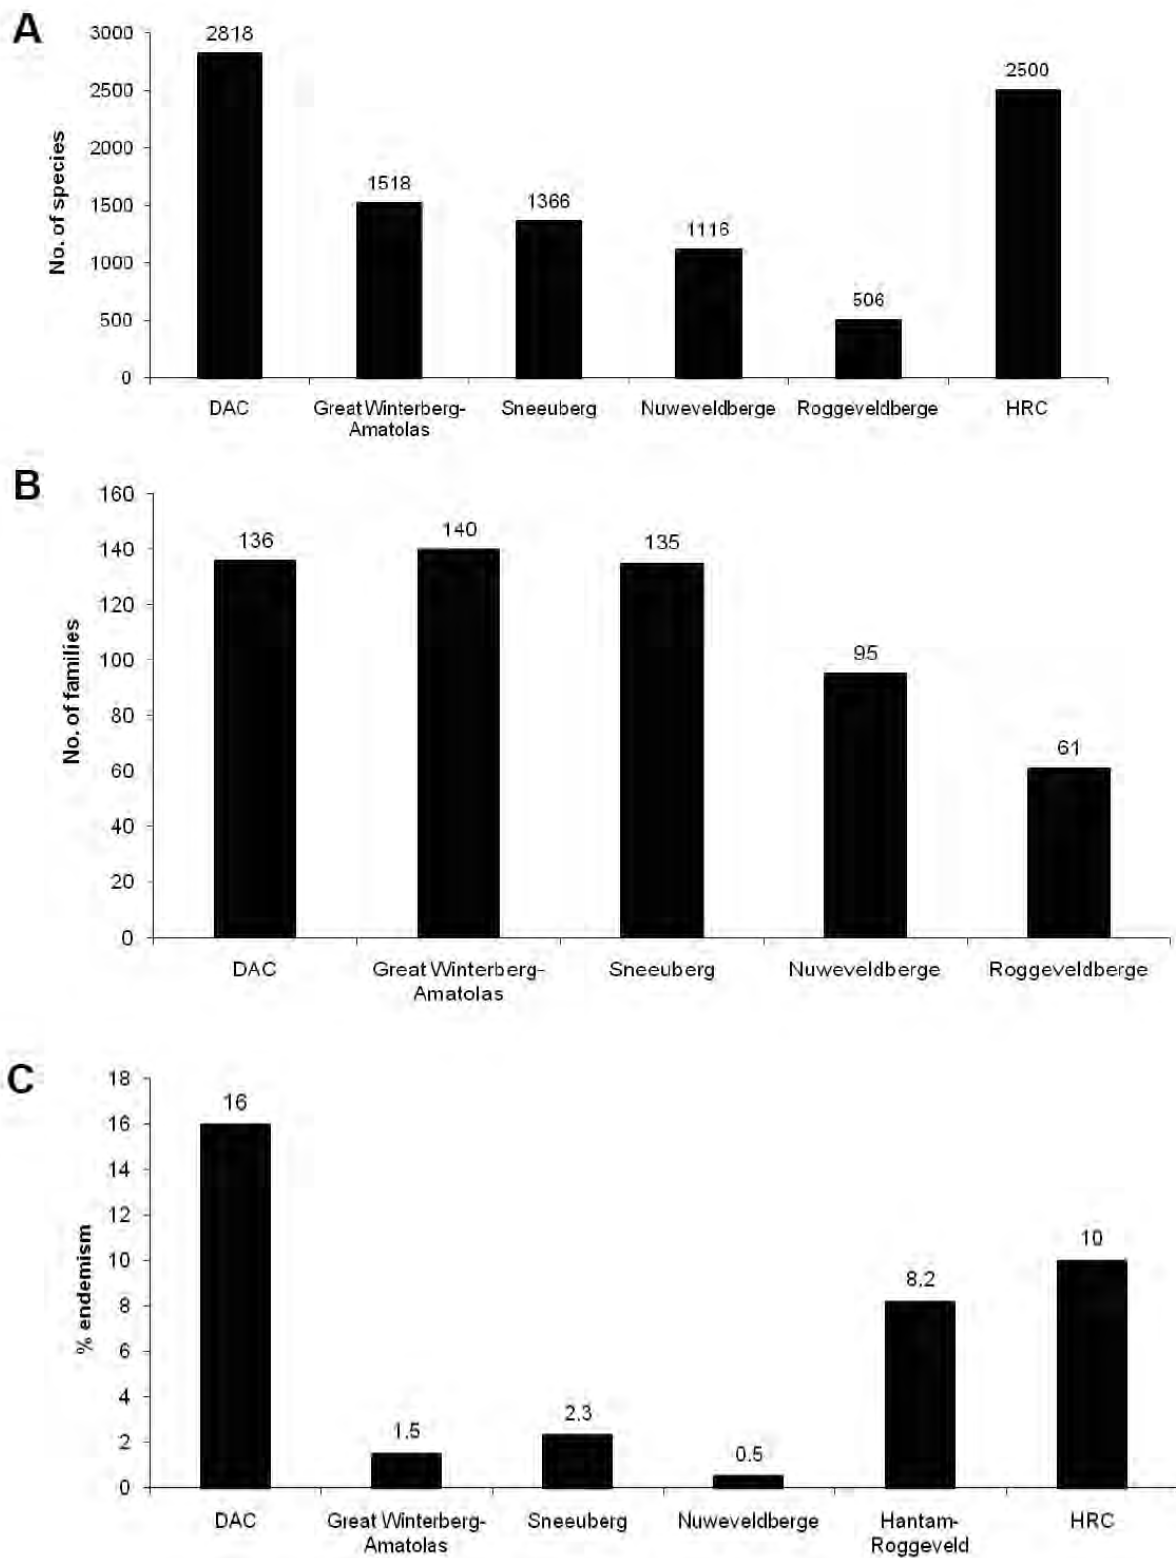 A
3000
2500
2000
1500
1000
500
0
No. of species
2818
1518
1366
1116
506
2500
DAC
Great Winterberg-
Amatolas
Sneeuberg
Nuweveldberge
Roggeveldberge
HRC
B
160
140
120
100
80
60
40
20
0
No. of families
136
140
135
95
61
DAC
Great Winterberg-
Amatolas
Sneeuberg
Nuweveldberge
Roggeveldberge
C
18
16
14
12
10
8
6
4
2
0
% endemism
16
1.5
2.3
0.5
8.2
10
DAC
Great Winterberg-
Amatolas
Sneeuberg
Nuweveldberge
Hantam-
Roggeveld
HRC